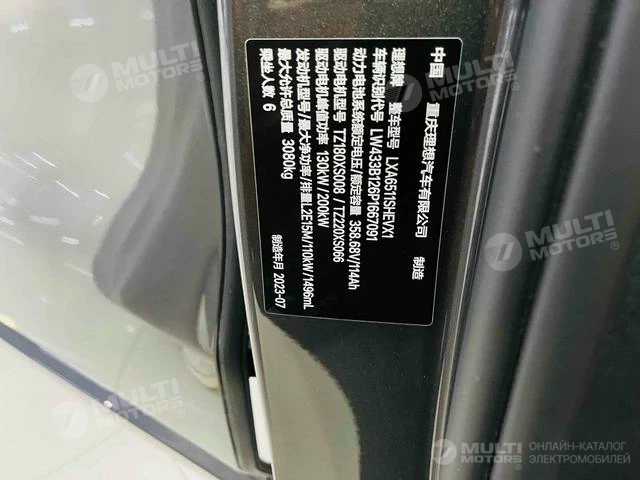 中国 重庆理想汽车有限公司 制造
理想牌 整车型号 LXA6511SHEVX1
车辆识别代号 LW433B126P1667091
动力电池系统额定电压/额定容量 358.68V/114Ah
驱动电机型号 TZ180XS008 / TZ220XS066
驱动电机峰值功率 130kW/200kW
发动机型号/最大净功率/排量 L2E15M/110kW/1496mL
最大允许总质量 3080kg
乘坐人数 6
制造年月 2023-07
MULTI MOTORS
MULTI MOTORS
MULTI MOTORS
MULTI MOTORS
MULTI MOTORS
MULTI MOTORS
ОНЛАЙН-КАТАЛОГ
ЭЛЕКТРОМОБИЛЕЙ